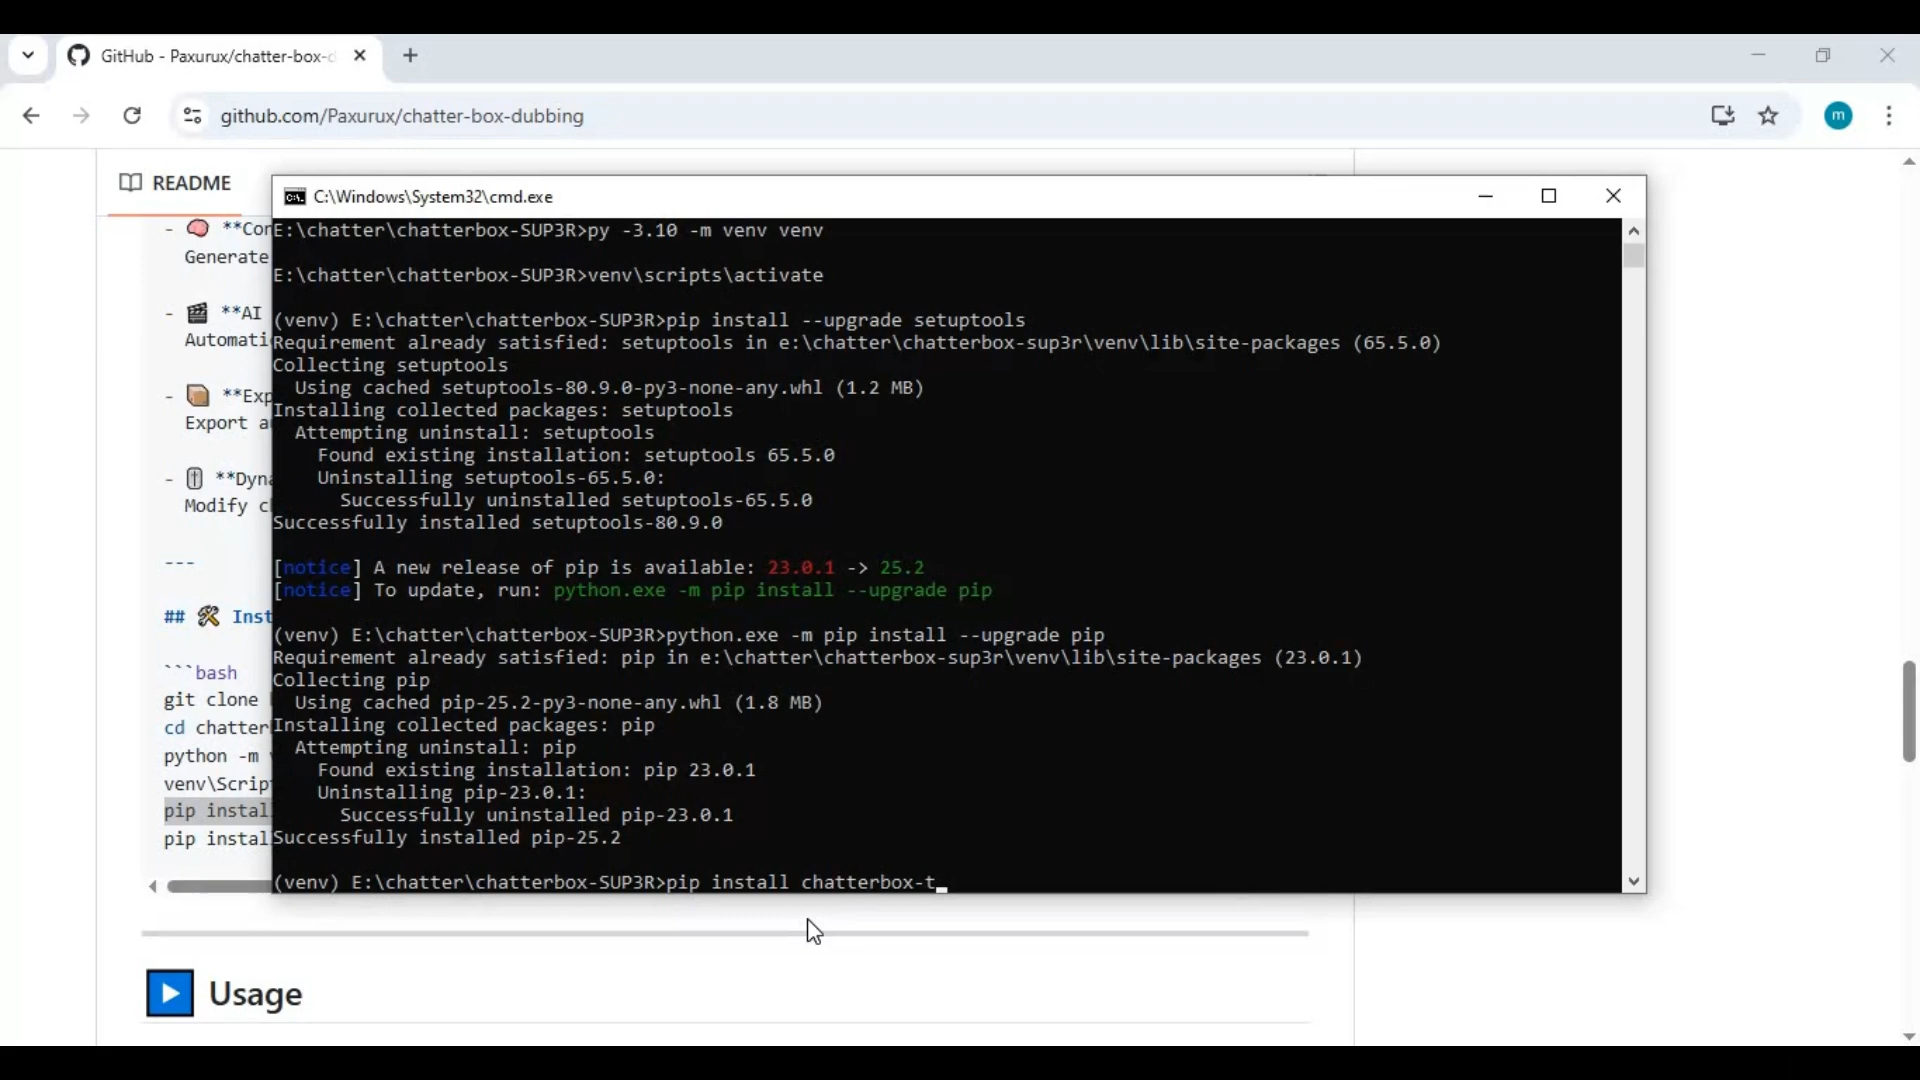 GitHub - Paxurux/chatter-box-d
github.com/Paxurux/chatter-box-dubbing
m
README
C:\Windows\System32\cmd.exe
- 🧠 **Con
Generate
- 🎬 **AI
Automati
- 📦 **Exp
Export a
- 🎚 **Dyna
Modify c
---
## 🛠 Inst
```bash
git clone
cd chatter
python -m
venv\Scrip
pip instal
pip instal
E:\chatter\chatterbox-SUP3R>py -3.10 -m venv venv
E:\chatter\chatterbox-SUP3R>venv\scripts\activate
(venv) E:\chatter\chatterbox-SUP3R>pip install --upgrade setuptools
Requirement already satisfied: setuptools in e:\chatter\chatterbox-sup3r\venv\lib\site-packages (65.5.0)
Collecting setuptools
Using cached setuptools-80.9.0-py3-none-any.whl (1.2 MB)
Installing collected packages: setuptools
Attempting uninstall: setuptools
Found existing installation: setuptools 65.5.0
Uninstalling setuptools-65.5.0:
Successfully uninstalled setuptools-65.5.0
Successfully installed setuptools-80.9.0
[notice] A new release of pip is available: 23.0.1 -> 25.2
[notice] To update, run: python.exe -m pip install --upgrade pip
(venv) E:\chatter\chatterbox-SUP3R>python.exe -m pip install --upgrade pip
Requirement already satisfied: pip in e:\chatter\chatterbox-sup3r\venv\lib\site-packages (23.0.1)
Collecting pip
Using cached pip-25.2-py3-none-any.whl (1.8 MB)
Installing collected packages: pip
Attempting uninstall: pip
Found existing installation: pip 23.0.1
Uninstalling pip-23.0.1:
Successfully uninstalled pip-23.0.1
Successfully installed pip-25.2
(venv) E:\chatter\chatterbox-SUP3R>pip install chatterbox-t_
Usage